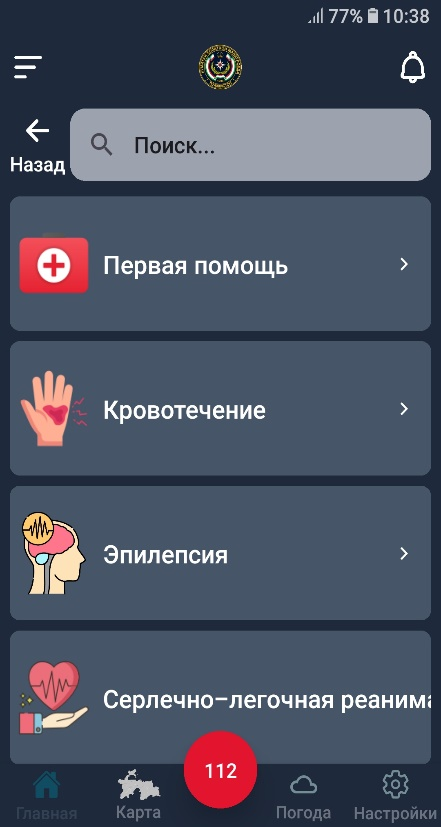 77% 10:38
Назад
Поиск...
Первая помощь
Кровотечение
Эпилепсия
Серлечно–легочная реанима
112
Главная
Карта
Погода
Настройки